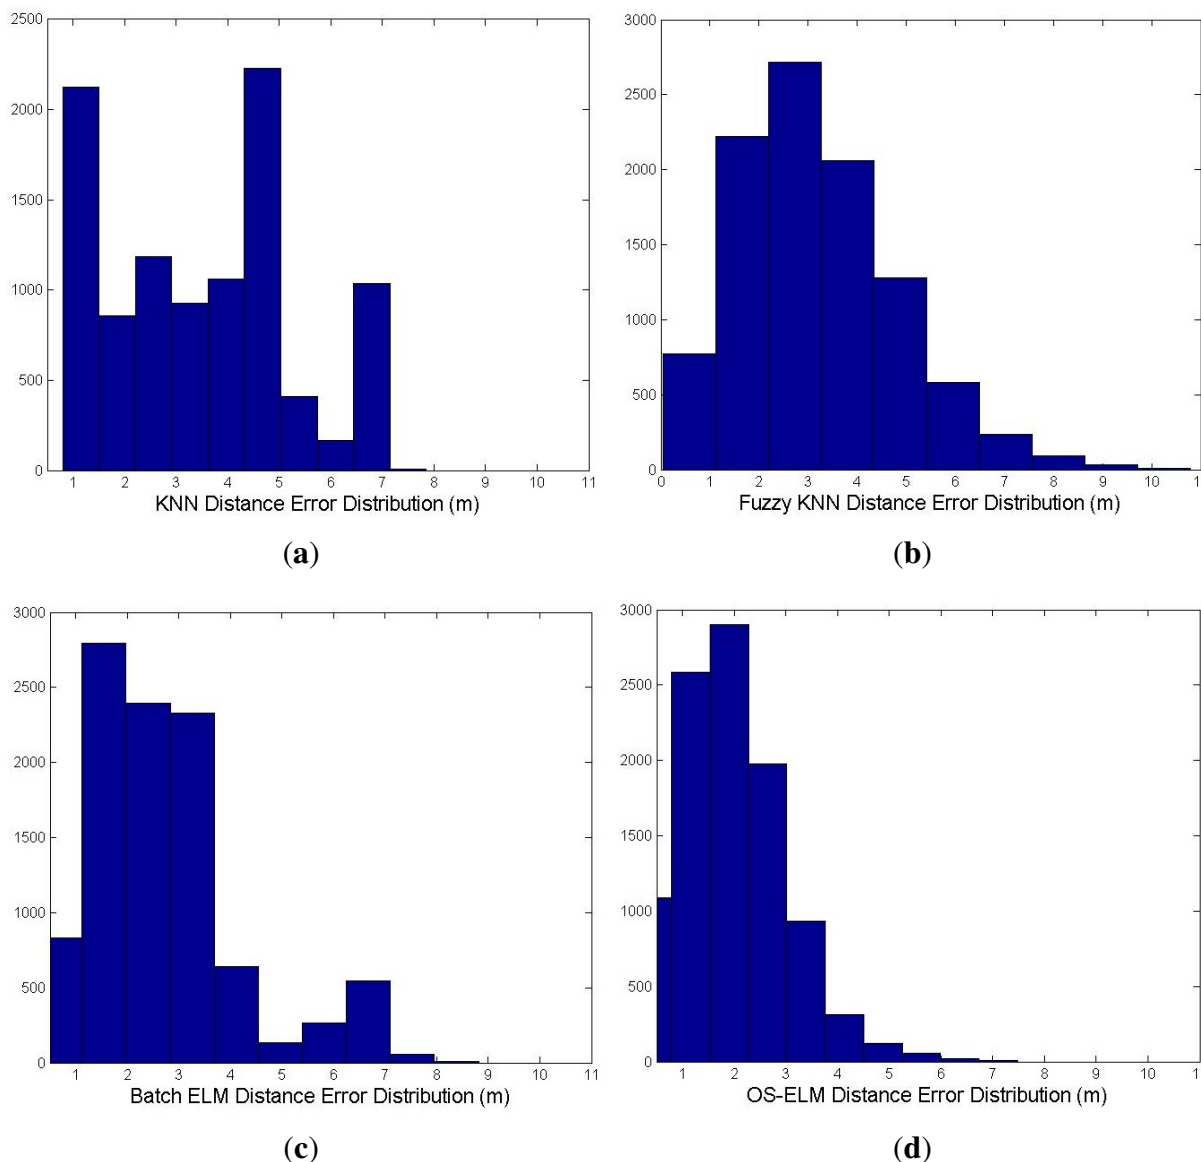 2500
2000
1500
1000
500
0
1 2 3 4 5 6 7 8 9 10 11
KNN Distance Error Distribution (m)
(a)
3000
2500
2000
1500
1000
500
0
0 1 2 3 4 5 6 7 8 9 10 1
Fuzzy KNN Distance Error Distribution (m)
(b)
3000
2500
2000
1500
1000
500
0
1 2 3 4 5 6 7 8 9 10 11
Batch ELM Distance Error Distribution (m)
(c)
3000
2500
2000
1500
1000
500
0
1 2 3 4 5 6 7 8 9 10 1
OS-ELM Distance Error Distribution (m)
(d)